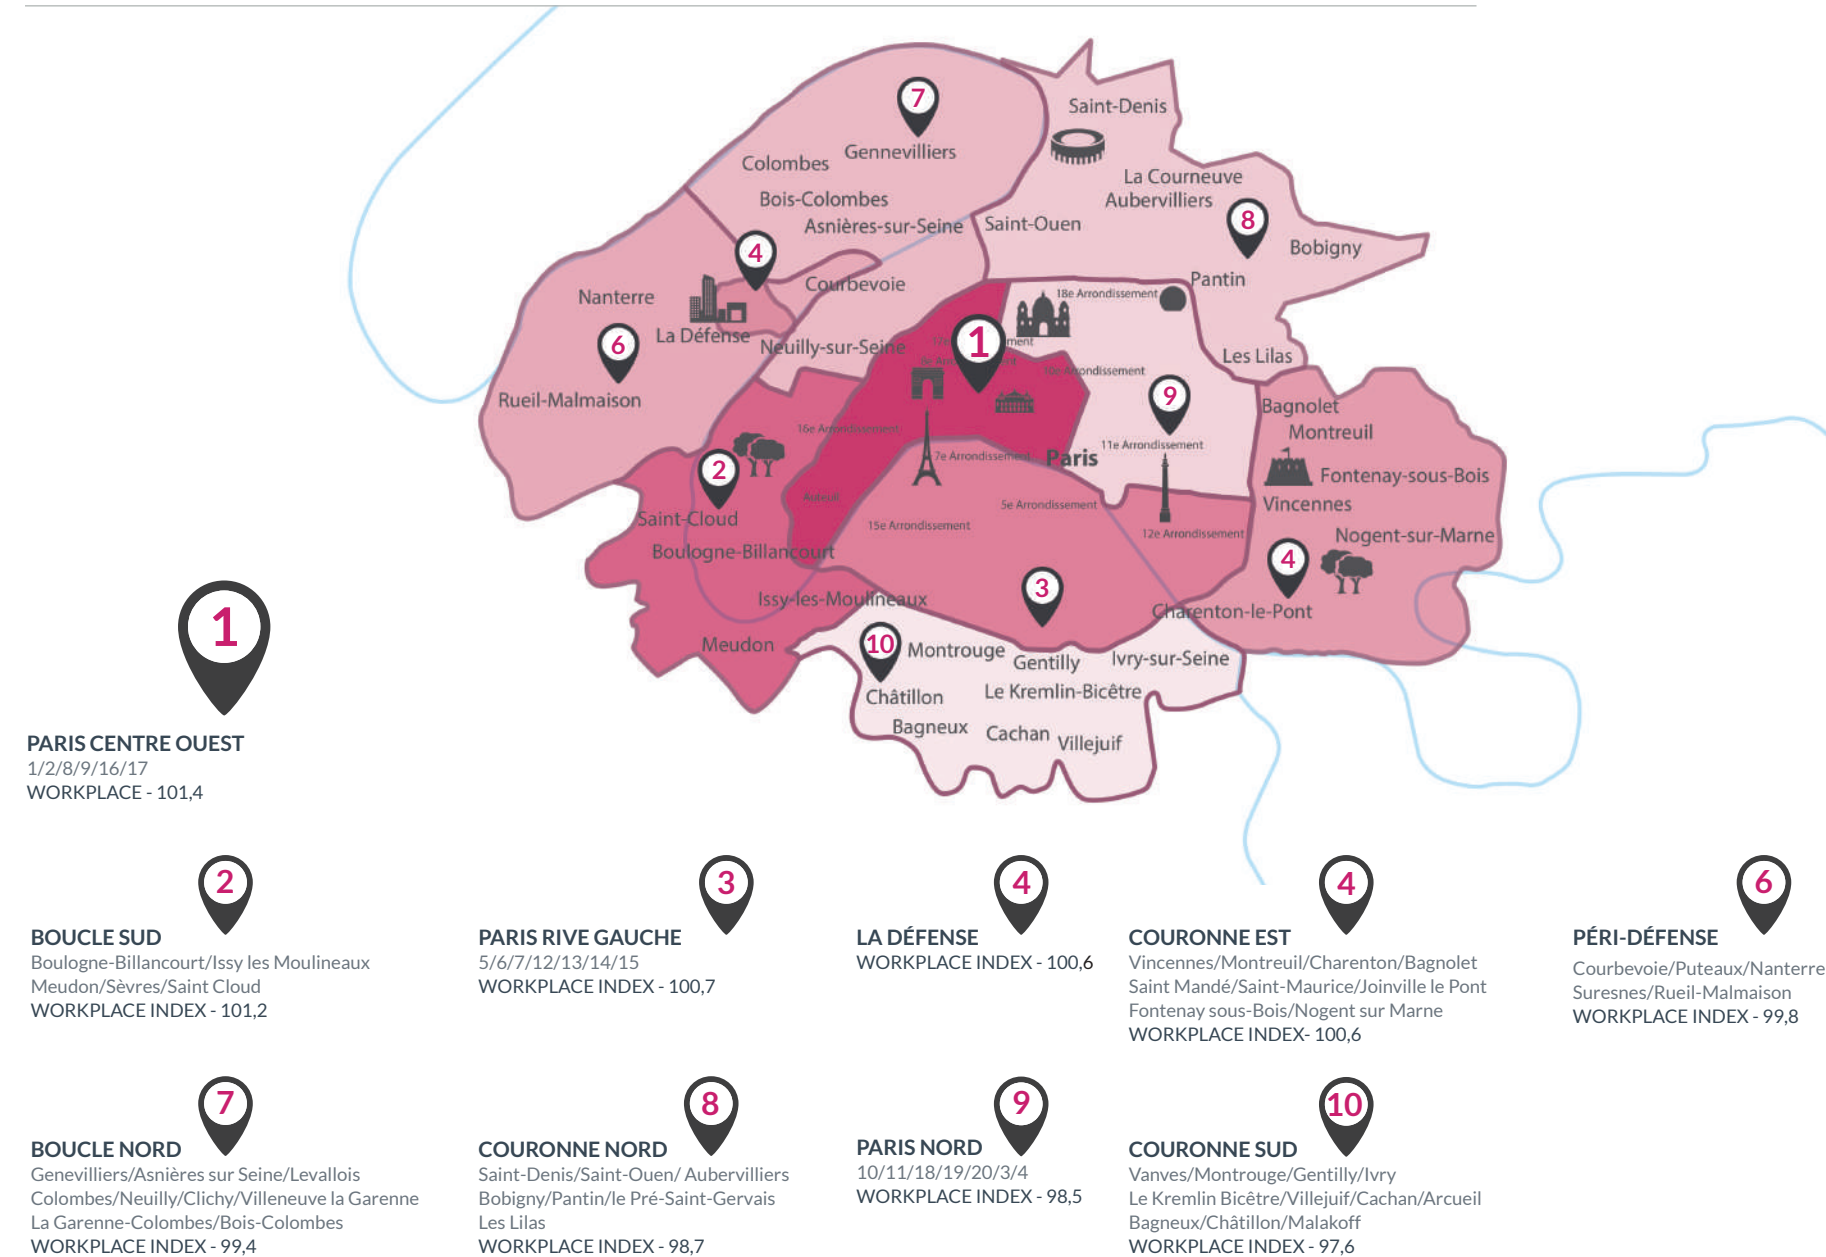 7
Saint-Denis
Gennevilliers
Colombes
La Courneuve
Aubervilliers
Bois-Colombes
Asnières-sur-Seine
Saint-Ouen
8
Bobigny
4
Pantin
Courbevoie
18e Arrondissement
Nanterre
La Défense
6
Neuilly-sur-Seine
1
Les Lilas
Rueil-Malmaison
9
Bagnolet
Montreuil
16e Arrondissement
11e Arrondissement
7e Arrondissement
Paris
2
Fontenay-sous-Bois
Vincennes
Auteuil
5e Arrondissement
Saint-Cloud
15e Arrondissement
12e Arrondissement
Nogent-sur-Marne
Boulogne-Billancourt
4
3
Issy-les-Moulineaux
Charenton-le-Pont
Meudon
10
Montrouge
Gentilly
Ivry-sur-Seine
Châtillon
Le Kremlin-Bicêtre
Bagneux
Cachan
Villejuif
1
PARIS CENTRE OUEST
1/2/8/9/16/17
WORKPLACE - 101,4
2
BOUCLE SUD
Boulogne-Billancourt/Issy les Moulineaux
Meudon/Sèvres/Saint Cloud
WORKPLACE INDEX - 101,2
3
PARIS RIVE GAUCHE
5/6/7/12/13/14/15
WORKPLACE INDEX - 100,7
4
LA DÉFENSE
WORKPLACE INDEX - 100,6
4
COURONNE EST
Vincennes/Montreuil/Charenton/Bagnolet
Saint Mandé/Saint-Maurice/Joinville le Pont
Fontenay sous-Bois/Nogent sur Marne
WORKPLACE INDEX- 100,6
6
PÉRI-DÉFENSE
Courbevoie/Puteaux/Nanterre
Suresnes/Rueil-Malmaison
WORKPLACE INDEX - 99,8
7
BOUCLE NORD
Genevilliers/Asnières sur Seine/Levallois
Colombes/Neuilly/Clichy/Villeneuve la Garenne
La Garenne-Colombes/Bois-Colombes
WORKPLACE INDEX - 99,4
8
COURONNE NORD
Saint-Denis/Saint-Ouen/ Aubervilliers
Bobigny/Pantin/le Pré-Saint-Gervais
Les Lilas
WORKPLACE INDEX - 98,7
9
PARIS NORD
10/11/18/19/20/3/4
WORKPLACE INDEX - 98,5
10
COURONNE SUD
Vanves/Montrouge/Gentilly/Ivry
Le Kremlin Bicêtre/Villejuif/Cachan/Arcueil
Bagneux/Châtillon/Malakoff
WORKPLACE INDEX - 97,6